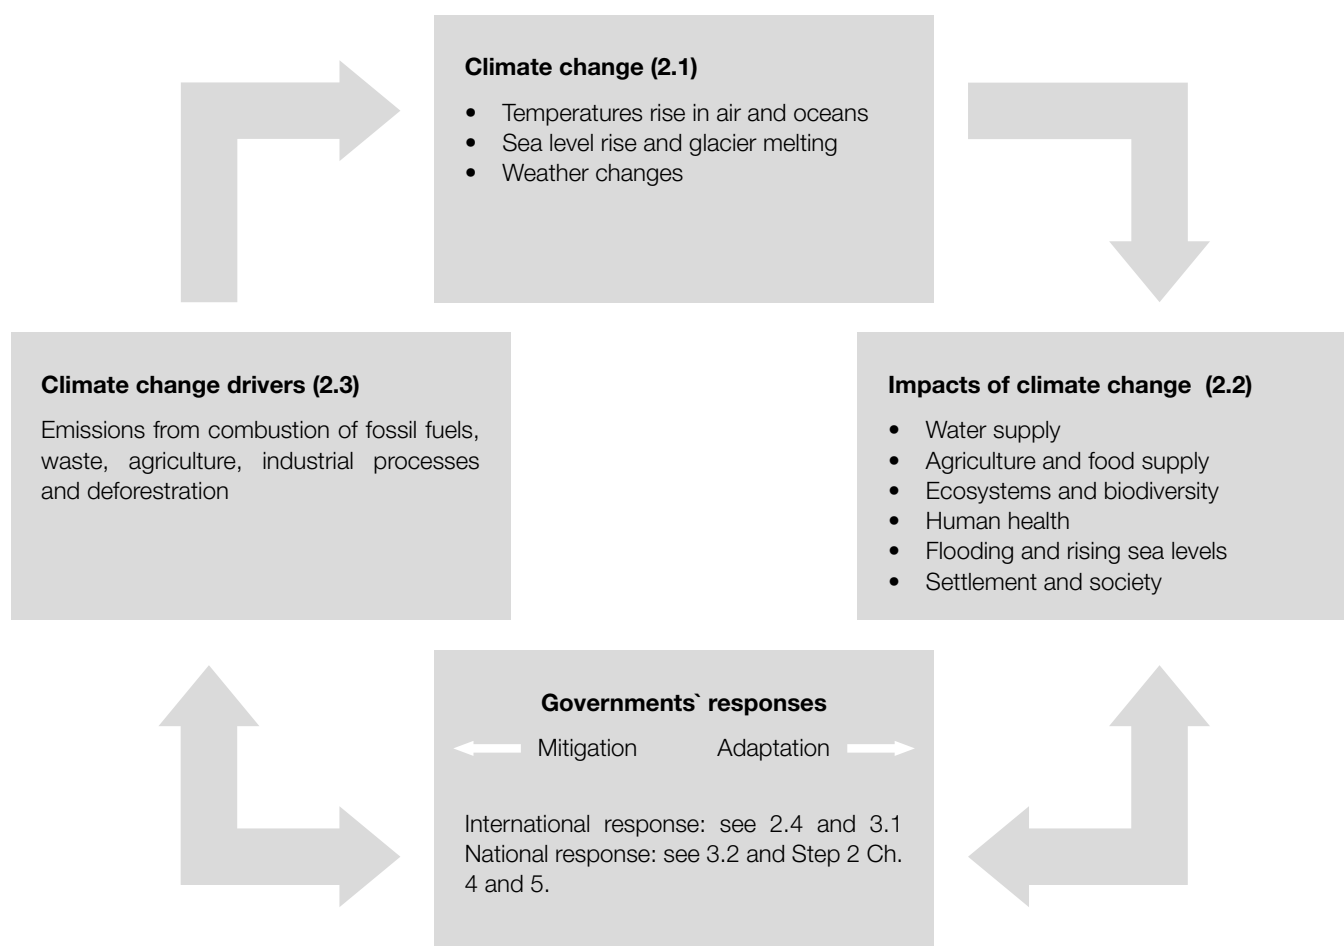 Climate change (2.1)
• Temperatures rise in air and oceans
• Sea level rise and glacier melting
• Weather changes
Climate change drivers (2.3)
Emissions from combustion of fossil fuels,
waste, agriculture, industrial processes
and deforestration
Impacts of climate change (2.2)
• Water supply
• Agriculture and food supply
• Ecosystems and biodiversity
• Human health
• Flooding and rising sea levels
• Settlement and society
Governments` responses
Mitigation Adaptation
International response: see 2.4 and 3.1
National response: see 3.2 and Step 2 Ch.
4 and 5.